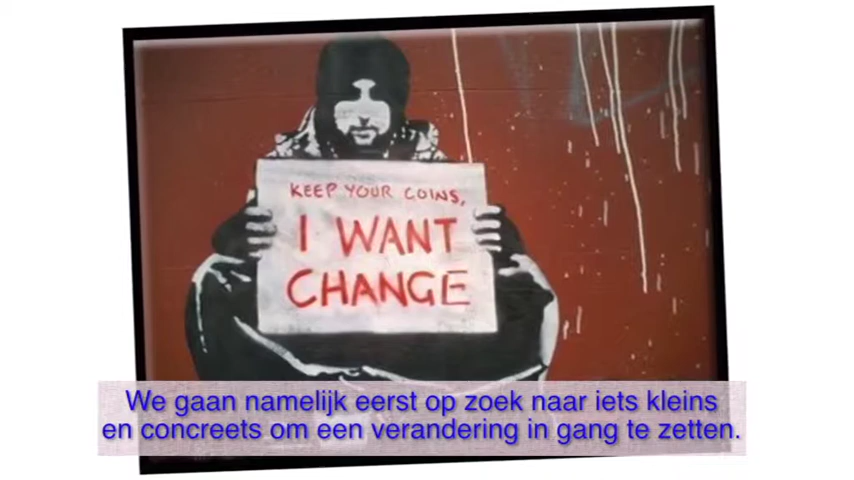 KEEP YOUR COINS,
I WANT
CHANGE
We gaan namelijk eerst op zoek naar iets kleins
en concreets om een verandering in gang te zetten.